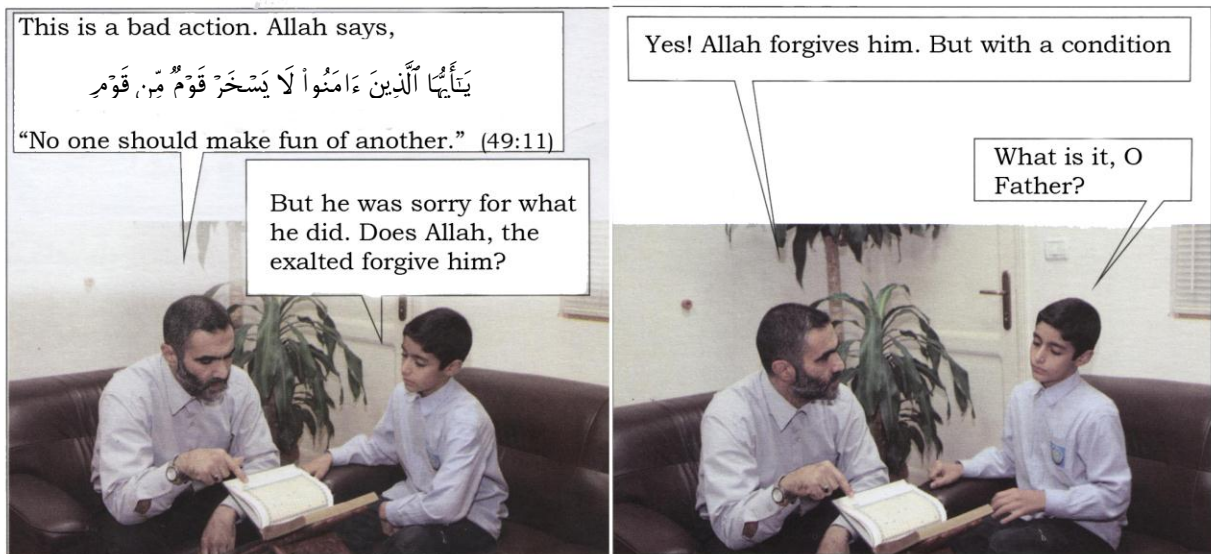 This is a bad action. Allah says,
يَٰٓأَيُّهَا ٱلَّذِينَ ءَامَنُوا۟ لَا يَسْخَرْ قَوْمٌۭ مِّن قَوْمٍ
“No one should make fun of another.” (49:11)
But he was sorry for what
he did. Does Allah, the
exalted forgive him?
Yes! Allah forgives him. But with a condition
What is it, O
Father?